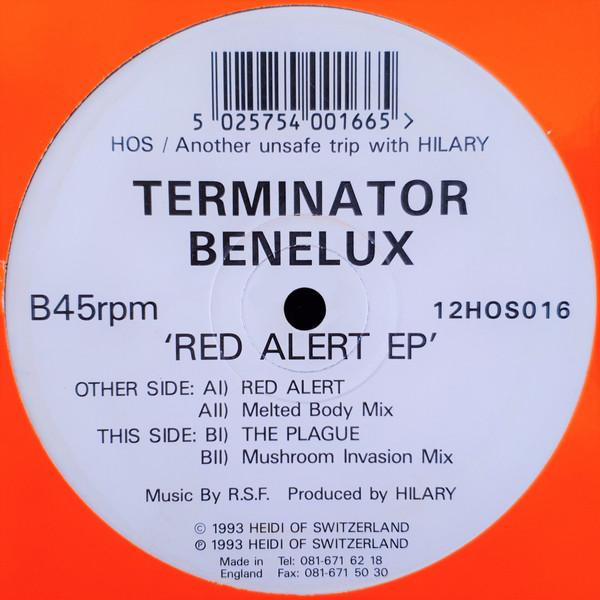 5 025754 001665 >
HOS / Another unsafe trip with HILARY
TERMINATOR
BENELUX
B45rpm 12HOS016
‘RED ALERT EP’
OTHER SIDE: AI) RED ALERT
AII) Melted Body Mix
THIS SIDE: BI) THE PLAGUE
BII) Mushroom Invasion Mix
Music By R.S.F. Produced by HILARY
© 1993 HEIDI OF SWITZERLAND
℗ 1993 HEIDI OF SWITZERLAND
Made in Tel: 081-671 62 18
England Fax: 081-671 50 30